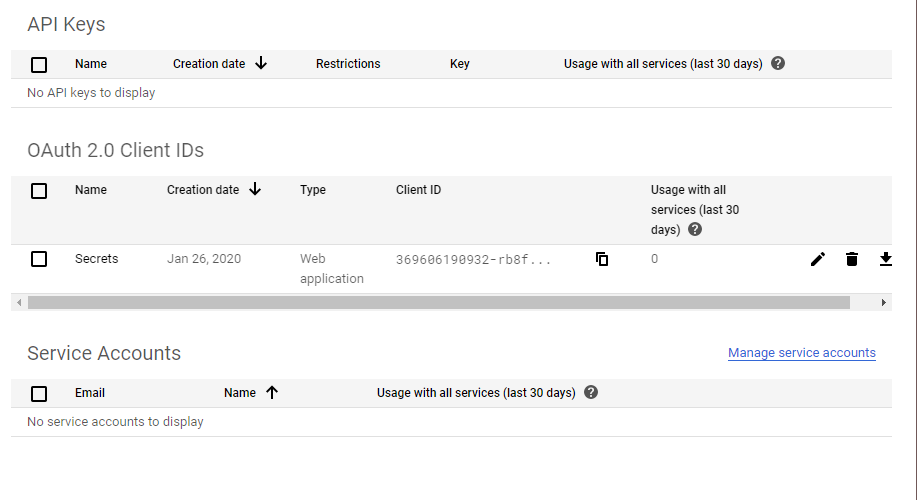 API Keys
Name Creation date Restrictions Key Usage with all services (last 30 days)
No API keys to display
OAuth 2.0 Client IDs
Name Creation date Type Client ID Usage with all
services (last 30
days)
Secrets Jan 26, 2020 Web 369606190932-rb8f... 0
application
Service Accounts Manage service accounts
Email Name Usage with all services (last 30 days)
No service accounts to display